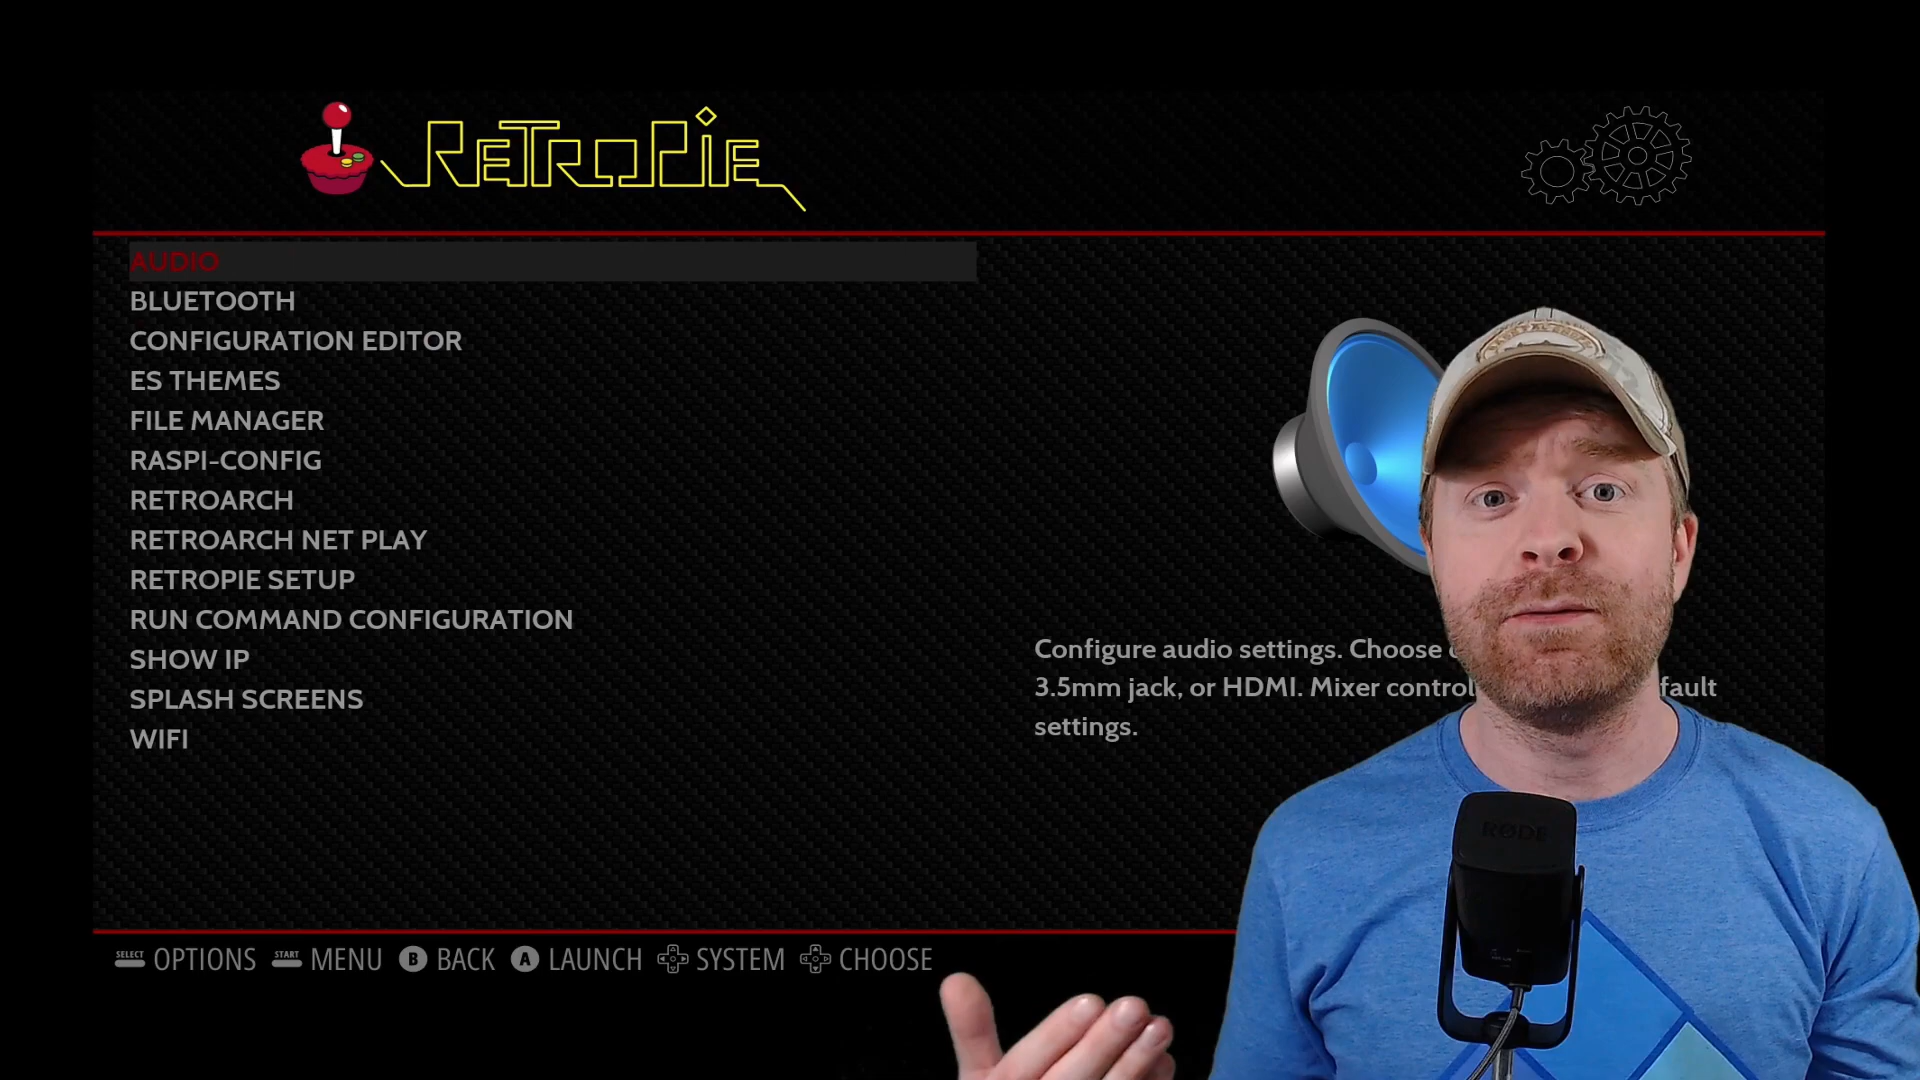 RETROPIE
AUDIO
BLUETOOTH
CONFIGURATION EDITOR
ES THEMES
FILE MANAGER
RASPI-CONFIG
RETROARCH
RETROARCH NET PLAY
RETROPIE SETUP
RUN COMMAND CONFIGURATION
SHOW IP
SPLASH SCREENS
WIFI
Configure audio settings. Choose
3.5mm jack, or HDMI. Mixer control fault
settings.
RØDE
SELECT OPTIONS START MENU B BACK A LAUNCH SYSTEM CHOOSE